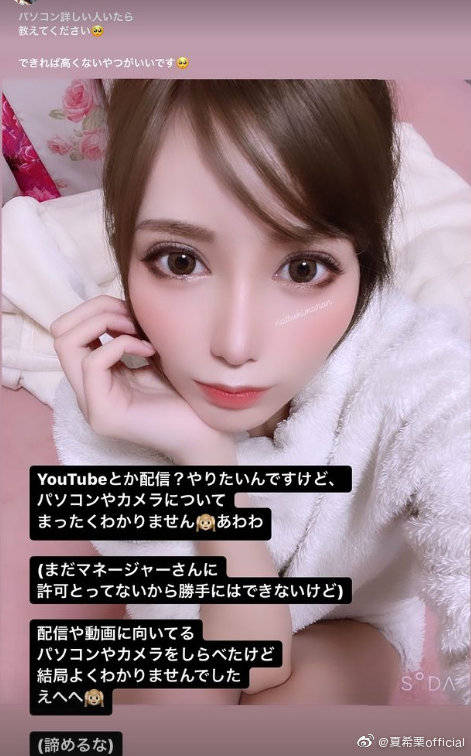 パソコン詳しい人いたら
教えてください🥺
できれば高くないやつがいいです🥺
YouTubeとか配信？やりたいんですけど、
パソコンやカメラについて
まったくわかりません🙉あわわ
(まだマネージャーさんに
許可とってないから勝手にはできないけど)
配信や動画に向いてる
パソコンやカメラをしらべたけど
結局よくわかりませんでした
えへへ🙉
(諦めるな)
SODA
@夏希栗official